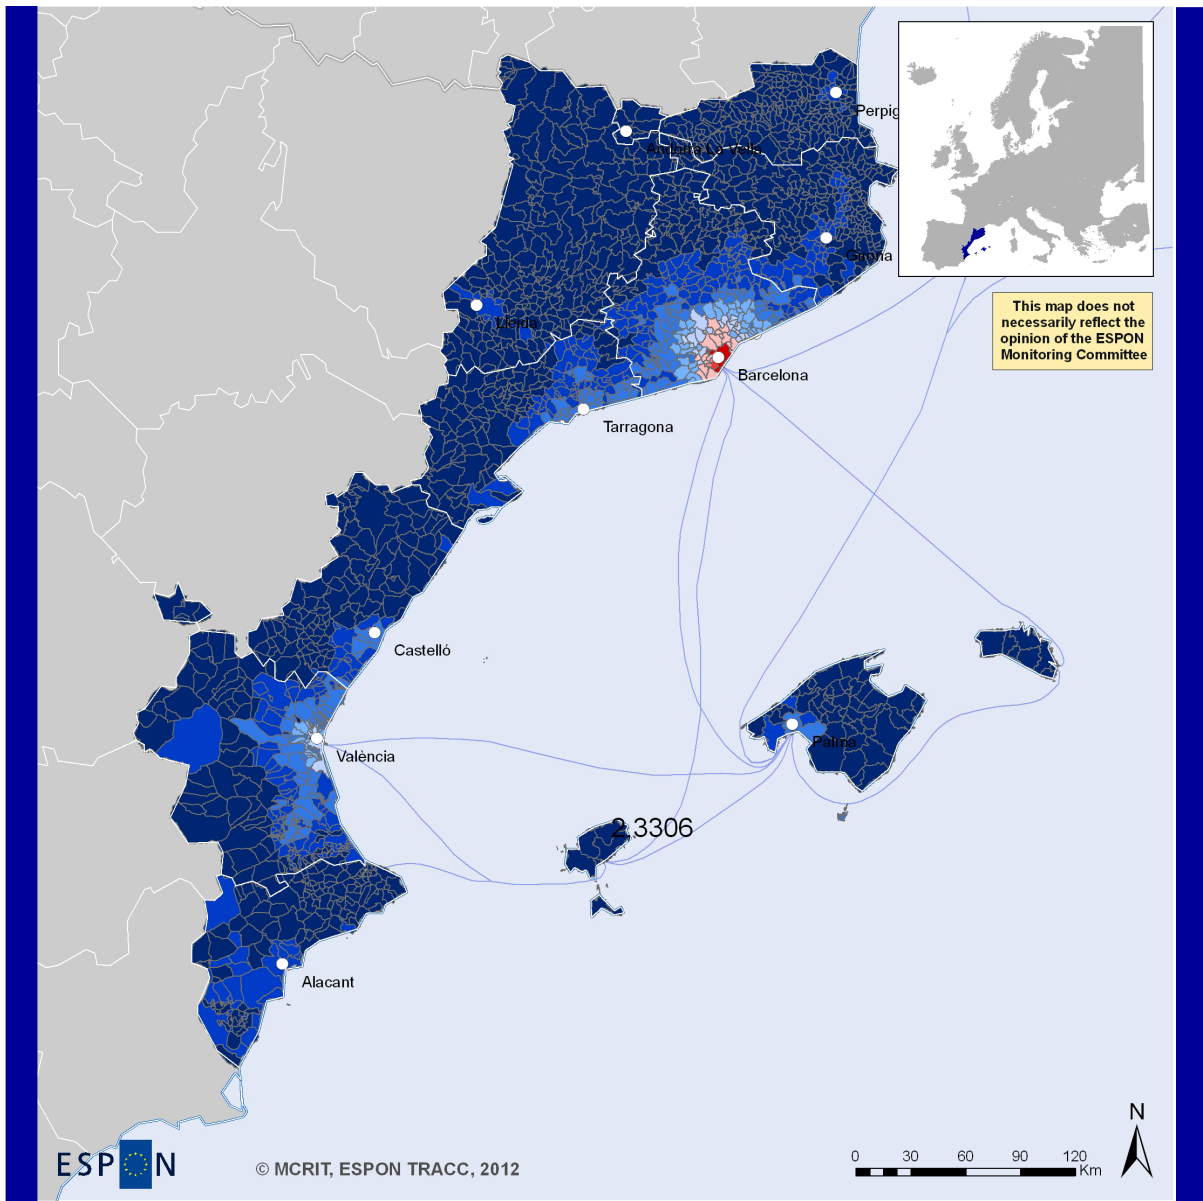 Perpig
Andorra La Vella
Girona
This map does not
necessarily reflect the
opinion of the ESPON
Monitoring Committee
Lleida
Barcelona
Tarragona
Castelló
València
Palma
2,3306
Alacant
N
ESPON
© MCRIT, ESPON TRACC, 2012
0 30 60 90 120
Km